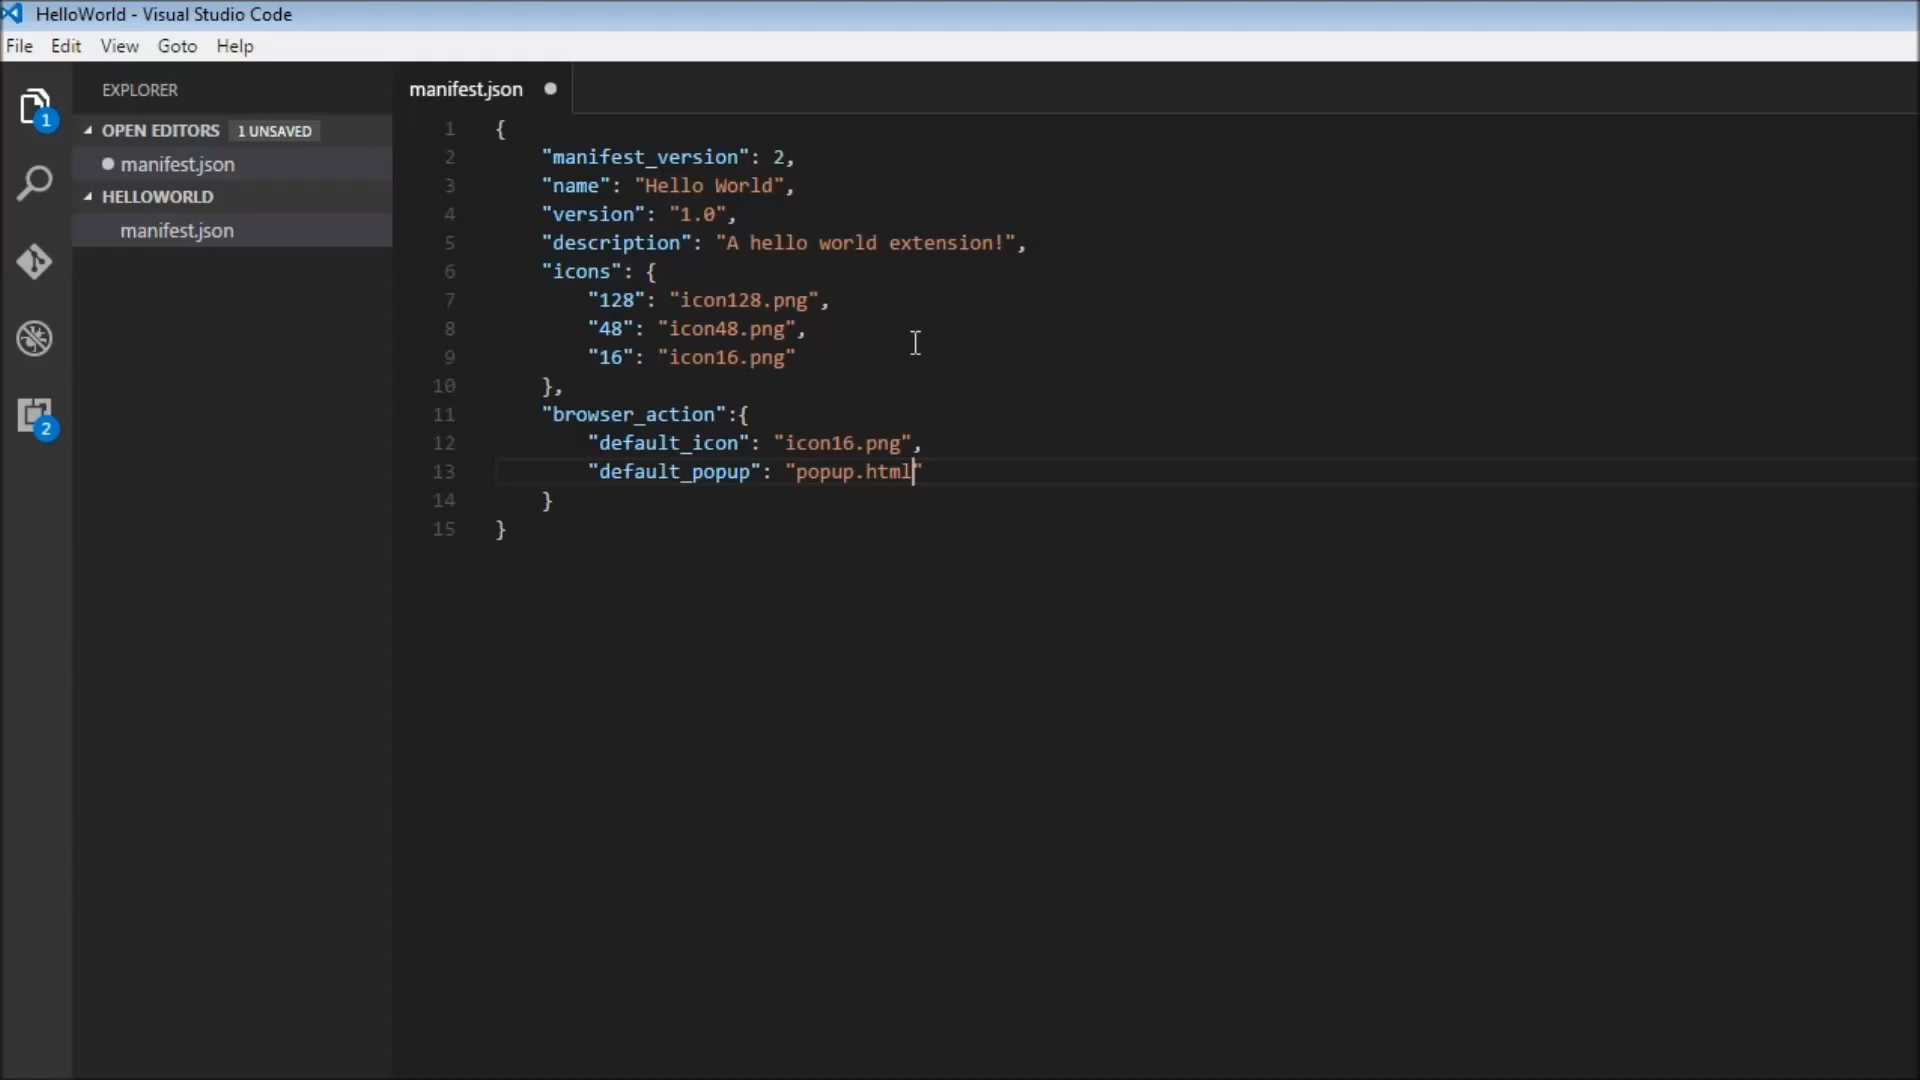 HelloWorld - Visual Studio Code
File Edit View Goto Help
EXPLORER
OPEN EDITORS 1 UNSAVED
manifest.json
HELLOWORLD
manifest.json
1
2
manifest.json
1 {
2 "manifest_version": 2,
3 "name": "Hello World",
4 "version": "1.0",
5 "description": "A hello world extension!",
6 "icons": {
7 "128": "icon128.png",
8 "48": "icon48.png",
9 "16": "icon16.png"
10 },
11 "browser_action":{
12 "default_icon": "icon16.png",
13 "default_popup": "popup.html"
14 }
15 }